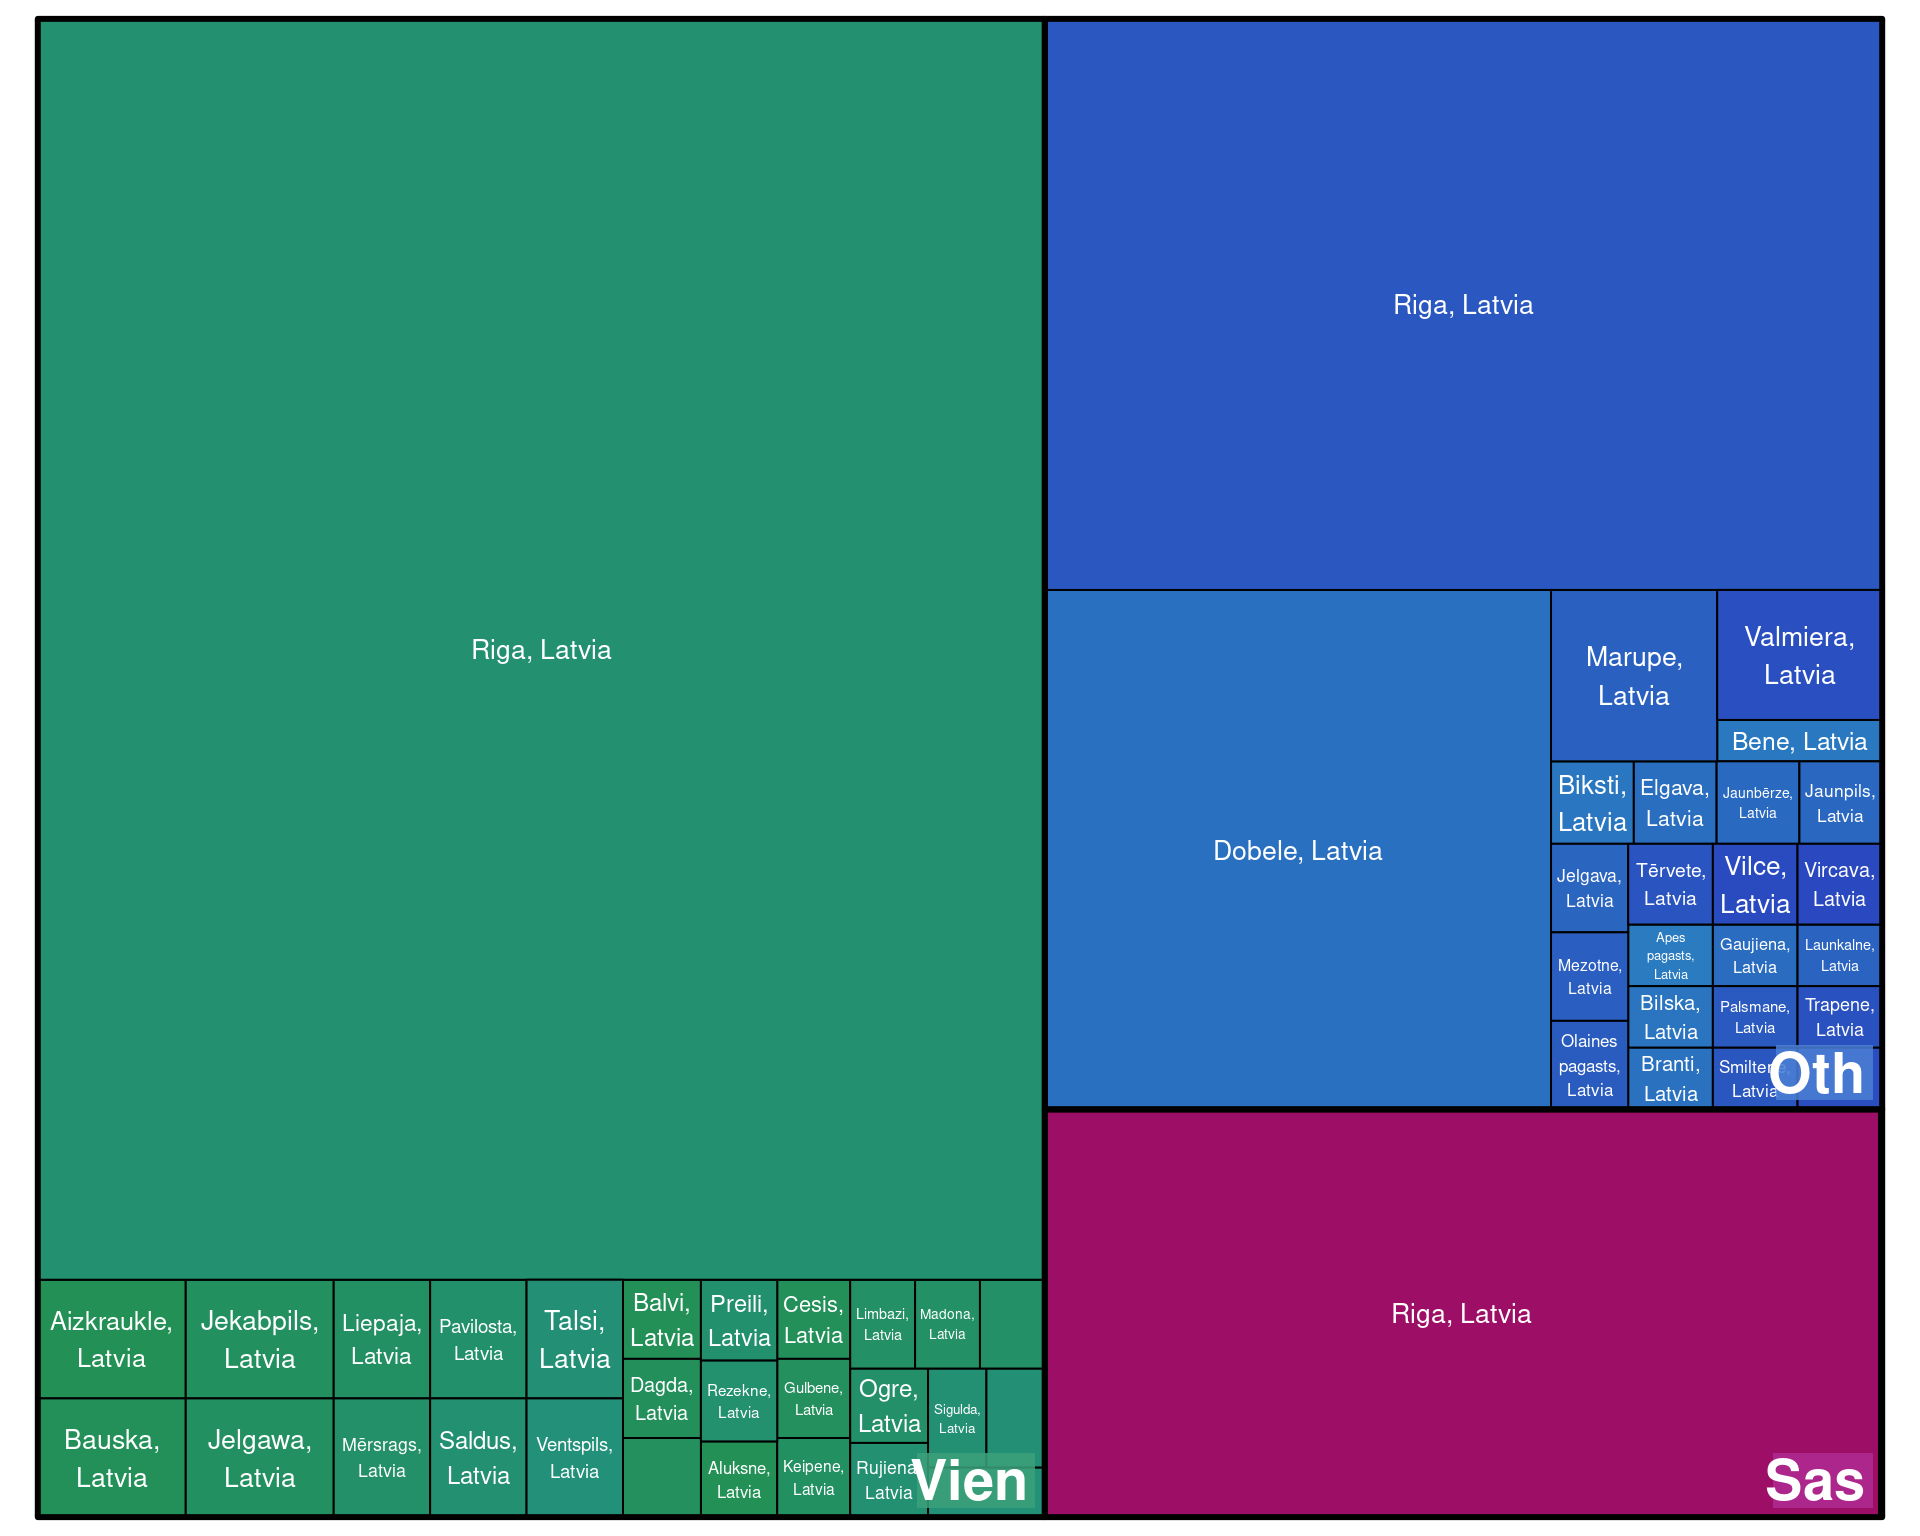 Riga, Latvia
Aizkraukle,
Latvia
Jekabpils,
Latvia
Liepaja,
Latvia
Pavilosta,
Latvia
Talsi,
Latvia
Bauska,
Latvia
Jelgawa,
Latvia
Mērsrags,
Latvia
Saldus,
Latvia
Ventspils,
Latvia
Balvi,
Latvia
Preili,
Latvia
Cesis,
Latvia
Limbazi,
Latvia
Madona,
Latvia
Dagda,
Latvia
Rezekne,
Latvia
Gulbene,
Latvia
Ogre,
Latvia
Sigulda,
Latvia
Aluksne,
Latvia
Keipene,
Latvia
Rujiena,
Latvia
Vien
Riga, Latvia
Dobele, Latvia
Marupe,
Latvia
Valmiera,
Latvia
Bene, Latvia
Biksti,
Latvia
Elgava,
Latvia
Jaunbērze,
Latvia
Jaunpils,
Latvia
Jelgava,
Latvia
Tērvete,
Latvia
Vilce,
Latvia
Vircava,
Latvia
Mezotne,
Latvia
Apes
pagasts,
Latvia
Gaujiena,
Latvia
Launkalne,
Latvia
Bilska,
Latvia
Palsmane,
Latvia
Trapene,
Latvia
Olaines
pagasts,
Latvia
Branti,
Latvia
Smiltene,
Latvia
Oth
Riga, Latvia
Sas